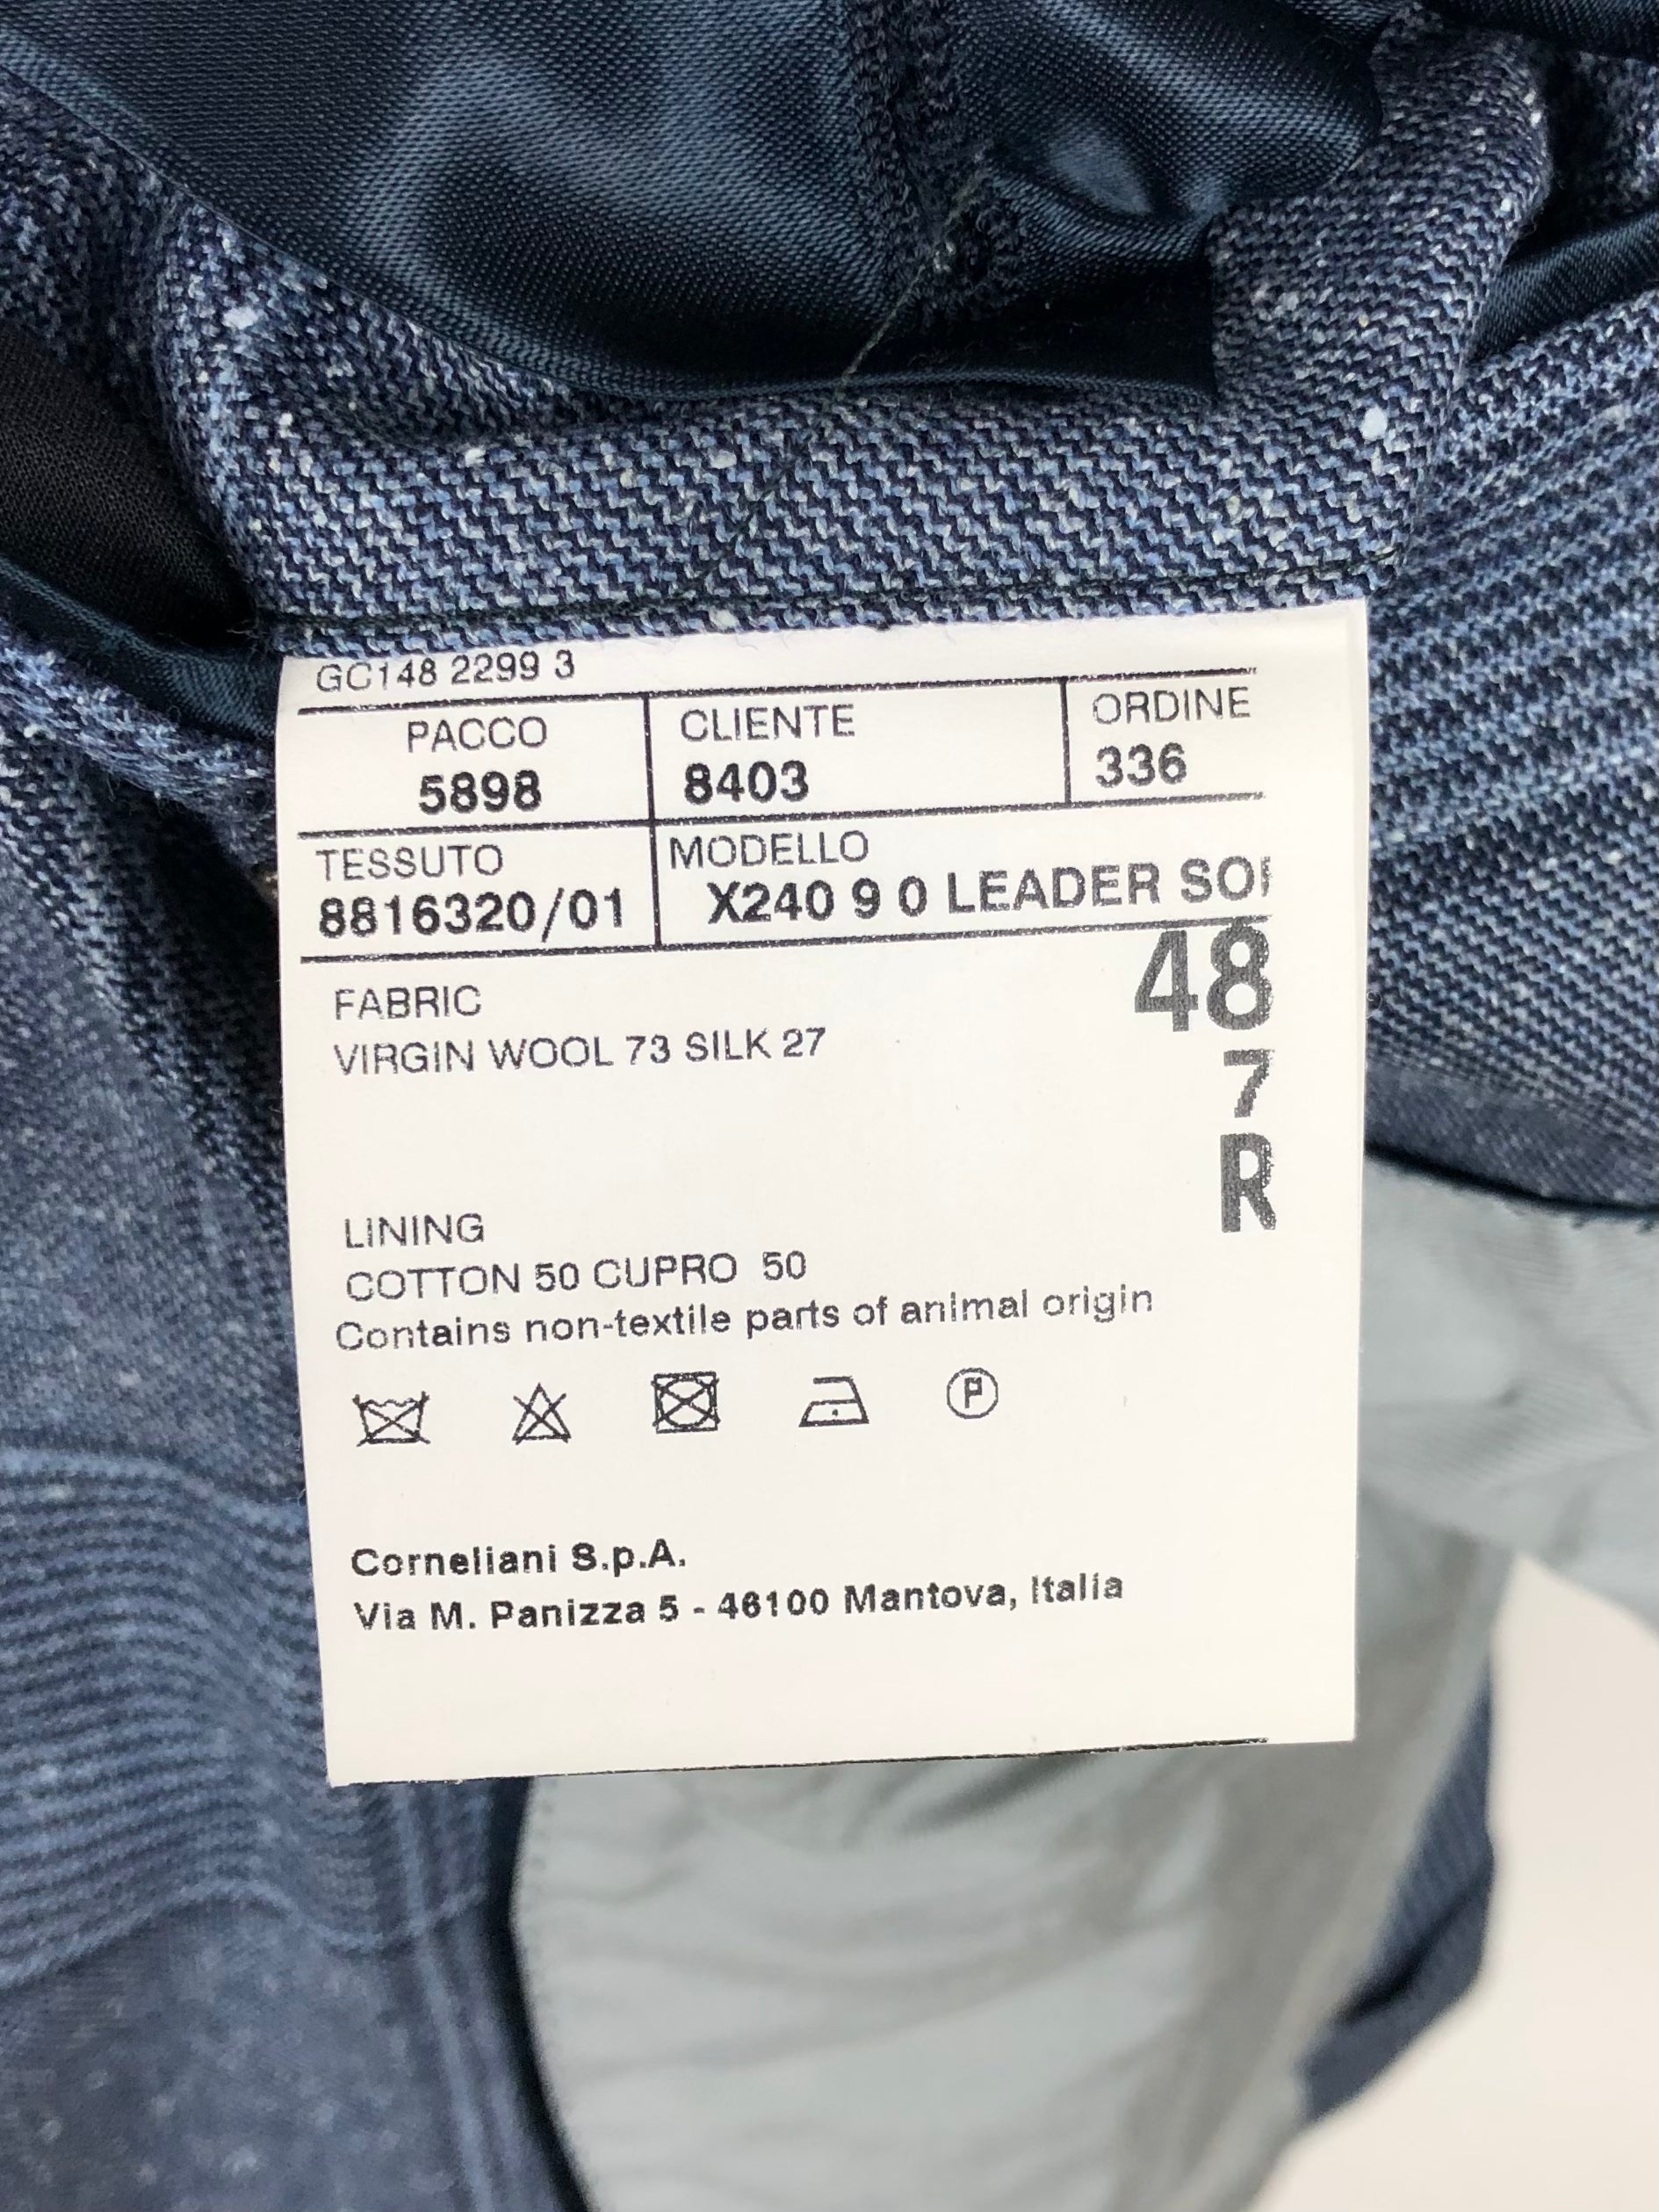 GC148 2299 3
PACCO CLIENTE ORDINE
5898 8403 336
TESSUTO MODELLO
8816320/01 X240 9 0 LEADER
48
FABRIC
VIRGIN WOOL 73 SILK 27
7
R
LINING
COTTON 50 CUPRO 50
Contains non-textile parts of animal origin
P
Corneliani S.p.A.
Via M. Panizza 5 - 46100 Mantova, Italia